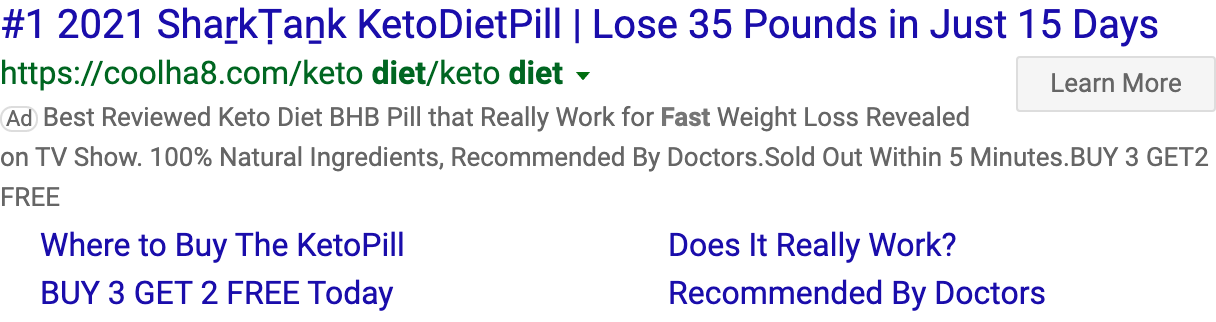 #1 2021 ShaṟkṬaṉk KetoDietPill | Lose 35 Pounds in Just 15 Days
https://coolha8.com/keto diet/keto diet
Learn More
Ad Best Reviewed Keto Diet BHB Pill that Really Work for Fast Weight Loss Revealed
on TV Show. 100% Natural Ingredients, Recommended By Doctors.Sold Out Within 5 Minutes.BUY 3 GET2
FREE
Where to Buy The KetoPill
Does It Really Work?
BUY 3 GET 2 FREE Today
Recommended By Doctors